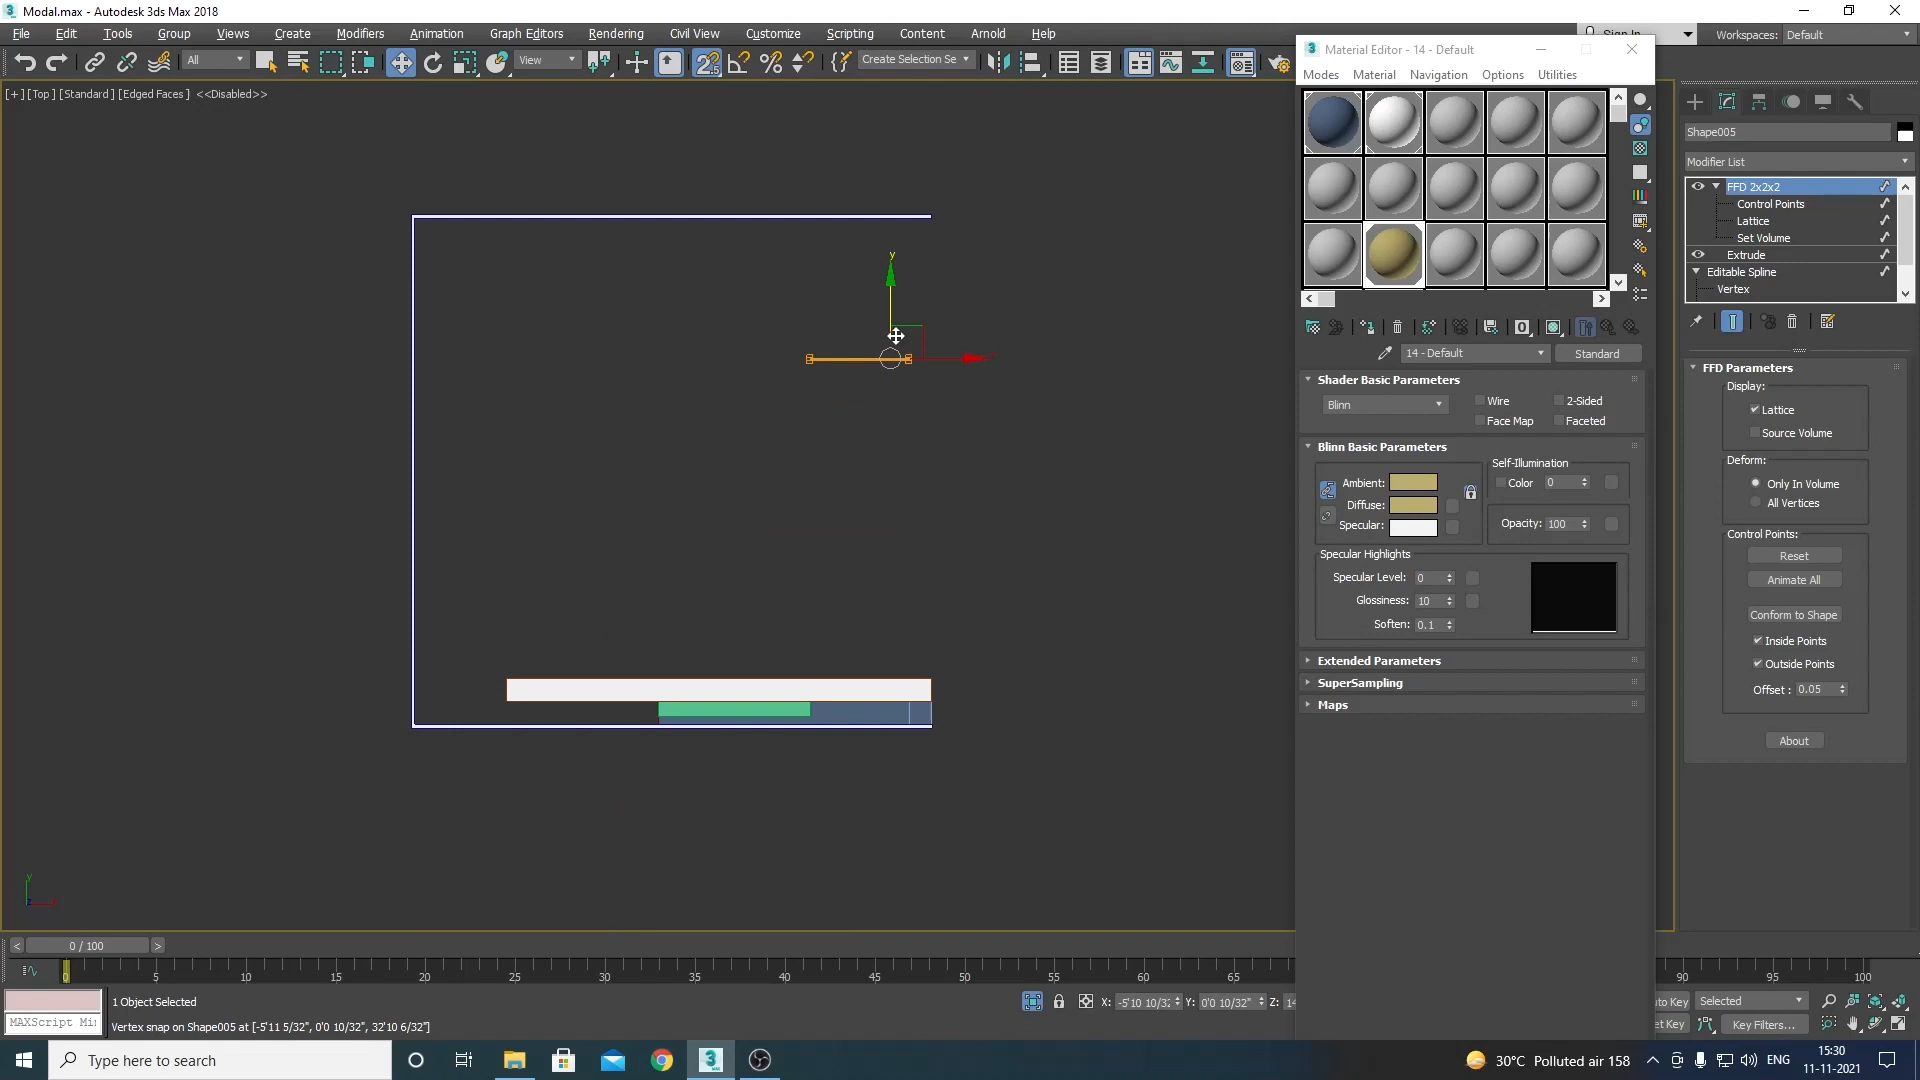 Modal.max - Autodesk 3ds Max 2018
File Edit Tools Group Views Create Modifiers Animation Graph Editors Rendering Civil View Customize Scripting Content Arnold Help
Workspaces: Default
All
View
Create Selection Se
[+] [Top] [Standard] [Edged Faces] <<Disabled>>
Material Editor - 14 - Default
Modes Material Navigation Options Utilities
14 - Default
Standard
Shader Basic Parameters
Blinn
Wire
2-Sided
Face Map
Faceted
Blinn Basic Parameters
Self-Illumination
Ambient:
Color 0
Diffuse:
Specular:
Opacity: 100
Specular Highlights
Specular Level: 0
Glossiness: 10
Soften: 0.1
Extended Parameters
SuperSampling
Maps
Shape005
Modifier List
FFD 2x2x2
Control Points
Lattice
Set Volume
Extrude
Editable Spline
Vertex
FFD Parameters
Display:
Lattice
Source Volume
Deform:
Only In Volume
All Vertices
Control Points:
Reset
Animate All
Conform to Shape
Inside Points
Outside Points
Offset : 0.05
About
y
y
z
< 0 / 100 >
0 5 10 15 20 25 30 35 40 45 50 55 60 65 90 95 100
1 Object Selected
X: -5'10 10/32 Y: 0'0 10/32" Z: 14
uto Key
Selected
MAXScript Mi
Vertex snap on Shape005 at [-5'11 5/32", 0'0 10/32", 32'10 6/32"]
et Key
Key Filters...
Type here to search
30°C Polluted air 158
ENG
15:30
11-11-2021